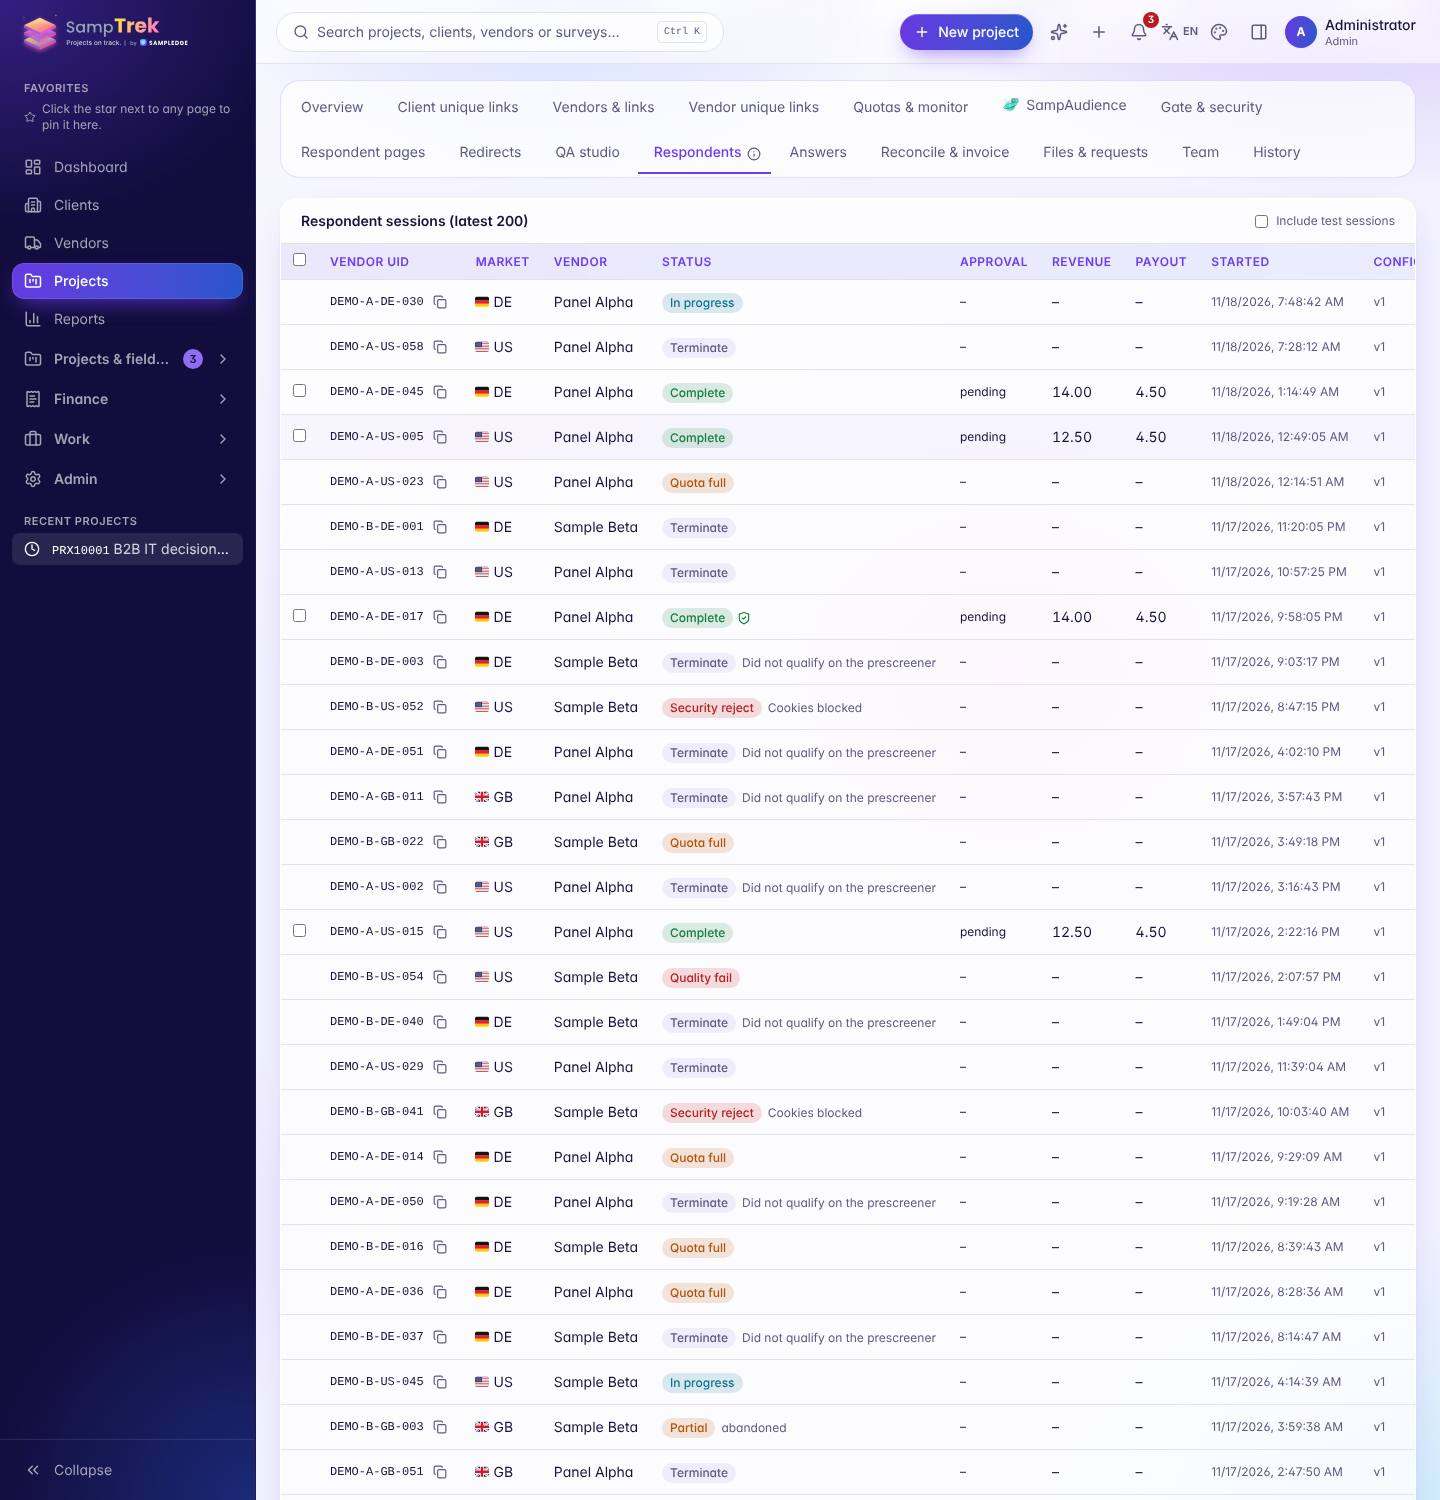 SampTrek
Projects on track. | by SAMPLEDGE
Search projects, clients, vendors or surveys...
Ctrl K
New project
3
EN
A
Administrator
Admin
FAVORITES
Click the star next to any page to
pin it here.
Dashboard
Clients
Vendors
Projects
Reports
Projects & field... 3
Finance
Work
Admin
RECENT PROJECTS
PRX10001 B2B IT decision...
Collapse
Overview Client unique links Vendors & links Vendor unique links Quotas & monitor SampAudience Gate & security
Respondent pages Redirects QA studio Respondents Answers Reconcile & invoice Files & requests Team History
Respondent sessions (latest 200) Include test sessions
VENDOR UID MARKET VENDOR STATUS APPROVAL REVENUE PAYOUT STARTED CONFI
DEMO-A-DE-030 DE Panel Alpha In progress – – – 11/18/2026, 7:48:42 AM v1
DEMO-A-US-058 US Panel Alpha Terminate – – – 11/18/2026, 7:28:12 AM v1
DEMO-A-DE-045 DE Panel Alpha Complete pending 14.00 4.50 11/18/2026, 1:14:49 AM v1
DEMO-A-US-005 US Panel Alpha Complete pending 12.50 4.50 11/18/2026, 12:49:05 AM v1
DEMO-A-US-023 US Panel Alpha Quota full – – – 11/18/2026, 12:14:51 AM v1
DEMO-B-DE-001 DE Sample Beta Terminate – – – 11/17/2026, 11:20:05 PM v1
DEMO-A-US-013 US Panel Alpha Terminate – – – 11/17/2026, 10:57:25 PM v1
DEMO-A-DE-017 DE Panel Alpha Complete pending 14.00 4.50 11/17/2026, 9:58:05 PM v1
DEMO-B-DE-003 DE Sample Beta Terminate Did not qualify on the prescreener – – – 11/17/2026, 9:03:17 PM v1
DEMO-B-US-052 US Sample Beta Security reject Cookies blocked – – – 11/17/2026, 8:47:15 PM v1
DEMO-A-DE-051 DE Panel Alpha Terminate Did not qualify on the prescreener – – – 11/17/2026, 4:02:10 PM v1
DEMO-A-GB-011 GB Panel Alpha Terminate Did not qualify on the prescreener – – – 11/17/2026, 3:57:43 PM v1
DEMO-B-GB-022 GB Sample Beta Quota full – – – 11/17/2026, 3:49:18 PM v1
DEMO-A-US-002 US Panel Alpha Terminate Did not qualify on the prescreener – – – 11/17/2026, 3:16:43 PM v1
DEMO-A-US-015 US Panel Alpha Complete pending 12.50 4.50 11/17/2026, 2:22:16 PM v1
DEMO-B-US-054 US Sample Beta Quality fail – – – 11/17/2026, 2:07:57 PM v1
DEMO-B-DE-040 DE Sample Beta Terminate Did not qualify on the prescreener – – – 11/17/2026, 1:49:04 PM v1
DEMO-A-US-029 US Panel Alpha Terminate – – – 11/17/2026, 11:39:04 AM v1
DEMO-B-GB-041 GB Sample Beta Security reject Cookies blocked – – – 11/17/2026, 10:03:40 AM v1
DEMO-A-DE-014 DE Panel Alpha Quota full – – – 11/17/2026, 9:29:09 AM v1
DEMO-A-DE-050 DE Panel Alpha Terminate Did not qualify on the prescreener – – – 11/17/2026, 9:19:28 AM v1
DEMO-B-DE-016 DE Sample Beta Quota full – – – 11/17/2026, 8:39:43 AM v1
DEMO-A-DE-036 DE Panel Alpha Quota full – – – 11/17/2026, 8:28:36 AM v1
DEMO-B-DE-037 DE Sample Beta Terminate Did not qualify on the prescreener – – – 11/17/2026, 8:14:47 AM v1
DEMO-B-US-045 US Sample Beta In progress – – – 11/17/2026, 4:14:39 AM v1
DEMO-B-GB-003 GB Sample Beta Partial abandoned – – – 11/17/2026, 3:59:38 AM v1
DEMO-A-GB-051 GB Panel Alpha Terminate – – – 11/17/2026, 2:47:50 AM v1